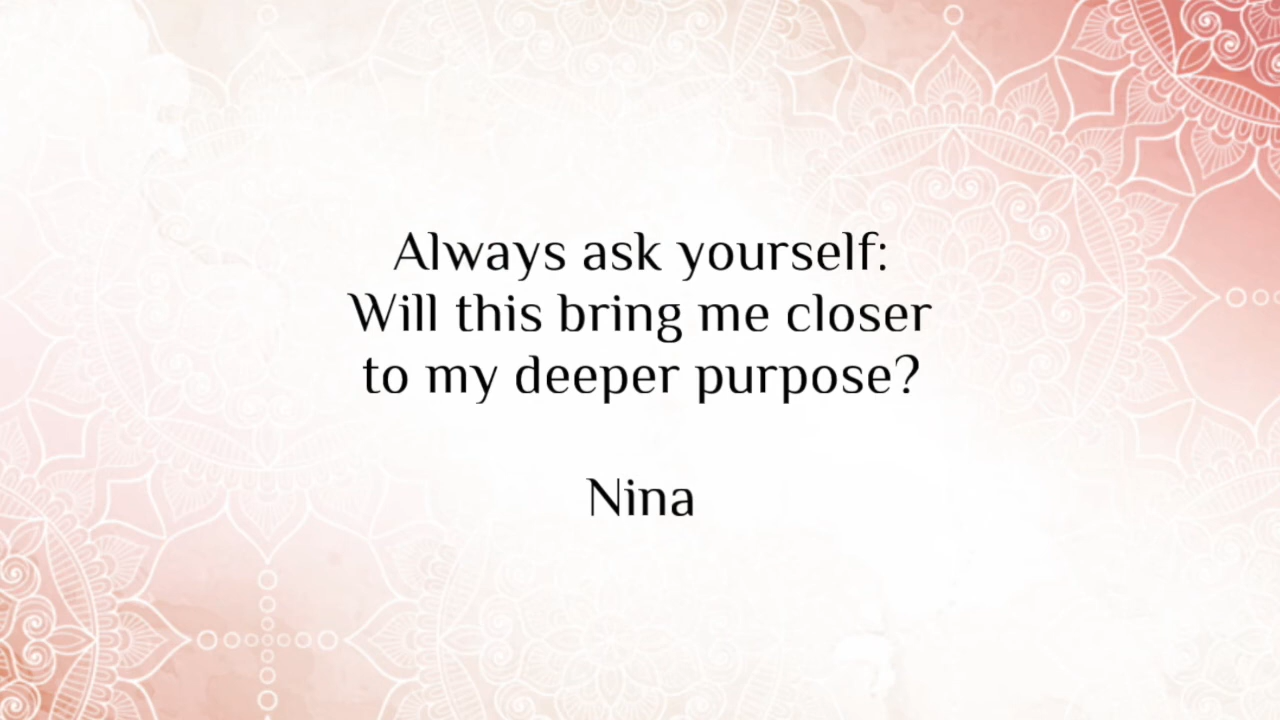 Always ask yourself:
Will this bring me closer
to my deeper purpose?
Nina